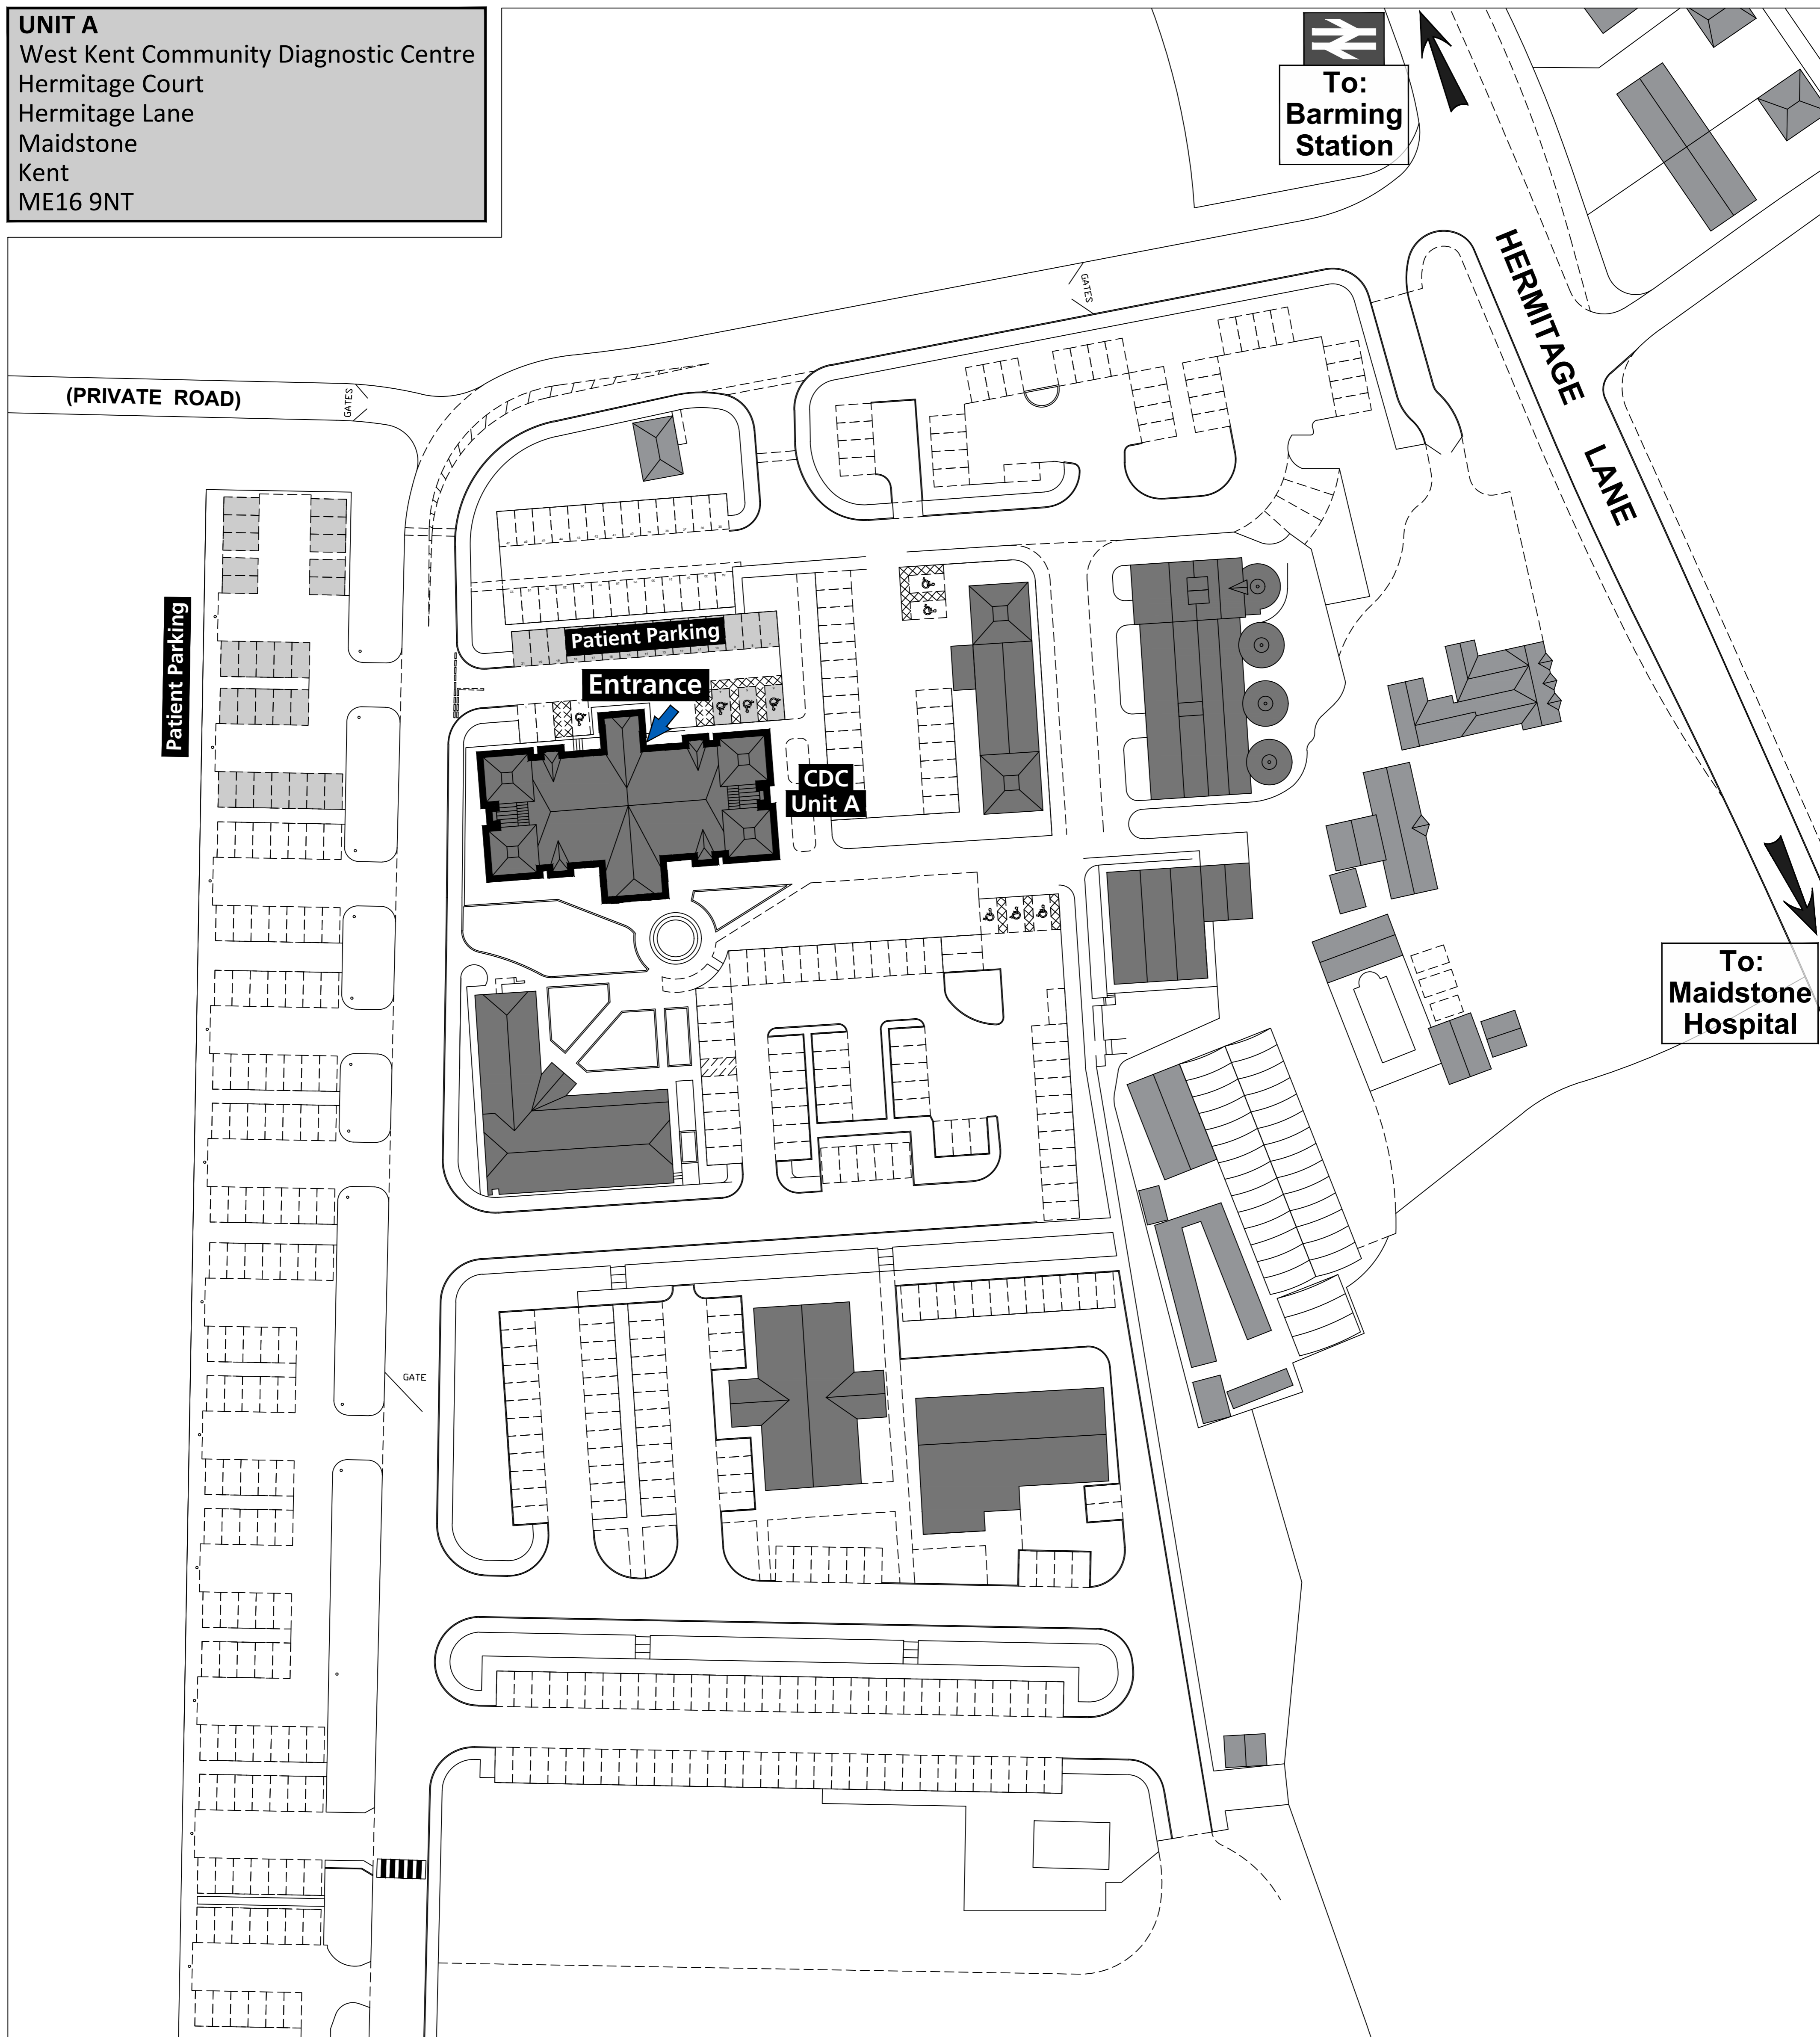 UNIT A
West Kent Community Diagnostic Centre
Hermitage Court
Hermitage Lane
Maidstone
Kent
ME16 9NT
To:
Barming
Station
HERMITAGE
LANE
GATES
(PRIVATE ROAD)
GATES
Patient Parking
Patient Parking
Entrance
CDC
Unit A
To:
Maidstone
Hospital
GATE